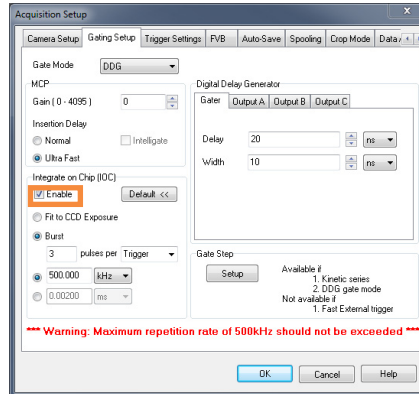 Acquisition Setup
x
Camera Setup Gating Setup Trigger Settings FVB Auto-Save Spooling Crop Mode Data
Gate Mode DDG
MCP
Gain ( 0 - 4095 ) 0
Insertion Delay
Normal Intelligate
Ultra Fast
Integrate on Chip (IOC)
Enable Default <<
Fit to CCD Exposure
Burst
3 pulses per Trigger
500.000 kHz
0.00200 ms
Digital Delay Generator
Gater Output A Output B Output C
Delay 20 ns
Width 10 ns
Gate Step
Setup
Available if
1. Kinetic series
2. DDG gate mode
Not available if
1. Fast External trigger
*** Warning: Maximum repetition rate of 500kHz should not be exceeded ***
OK Cancel Help